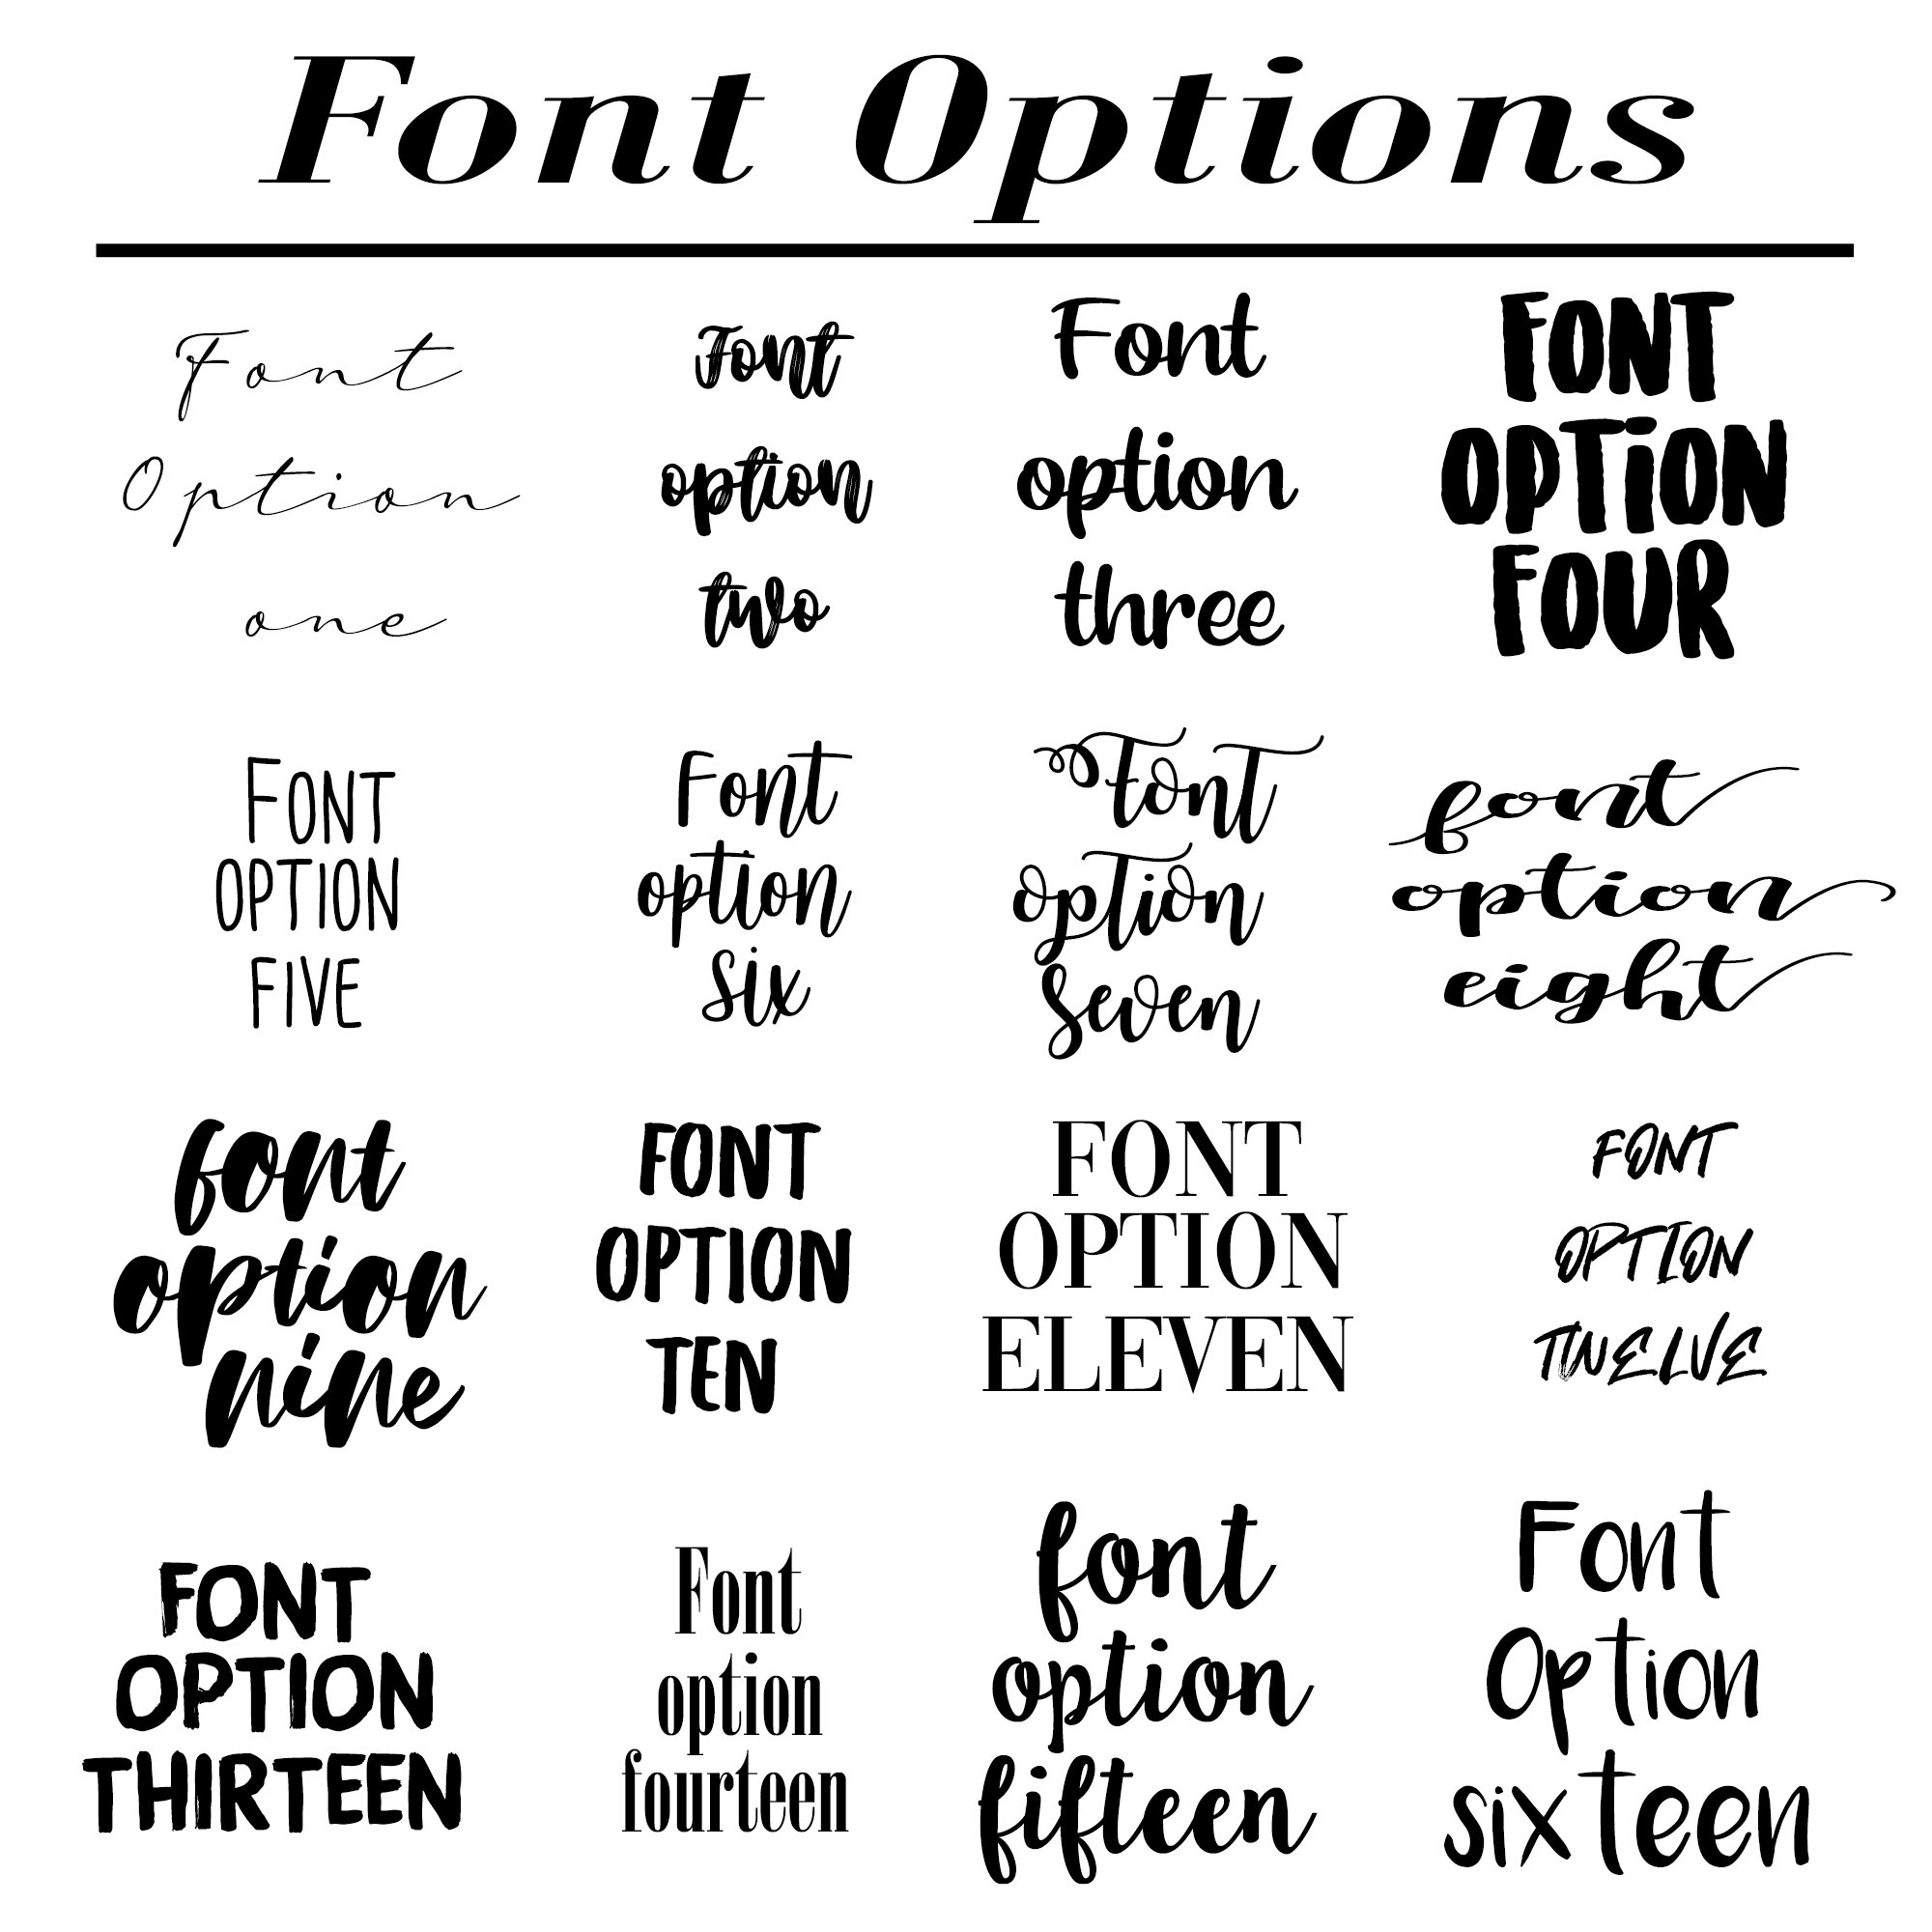 Font Options
Font
Option
one
Font
option
two
Font
option
three
FONT
OPTiON
FOUR
FONT
OPTION
FIVE
Font
option
Six
Font
option
Seven
font
option
eight
font
option
nine
FONT
OPTION
TEN
FONT
OPTION
ELEVEN
FONT
OPTION
TWELVE
FONT
OPTION
THIRTEEN
Font
option
fourteen
font
option
fifteen
Font
Option
sixteen